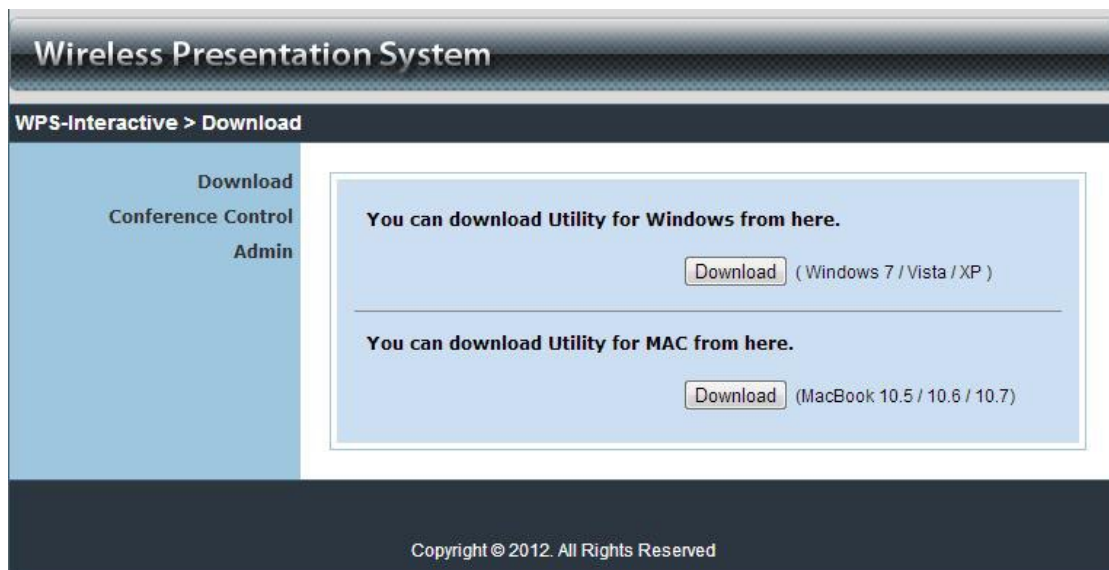 Wireless Presentation System
WPS-Interactive > Download
Download
Conference Control
Admin
You can download Utility for Windows from here.
Download ( Windows 7 / Vista / XP )
You can download Utility for MAC from here.
Download (MacBook 10.5 / 10.6 / 10.7)
Copyright © 2012. All Rights Reserved